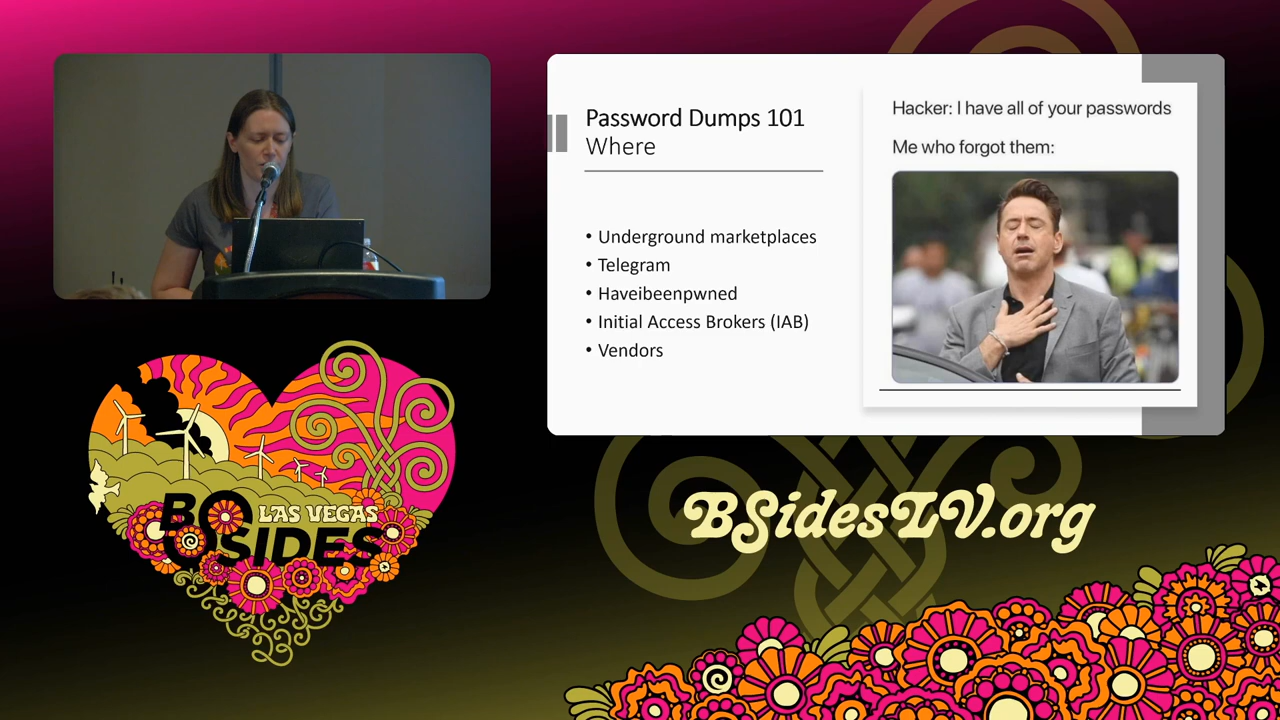 Password Dumps 101
Where
• Underground marketplaces
• Telegram
• Haveibeenpwned
• Initial Access Brokers (IAB)
• Vendors
Hacker: I have all of your passwords
Me who forgot them:
LAS VEGAS
BSIDES
BSidesLV.org